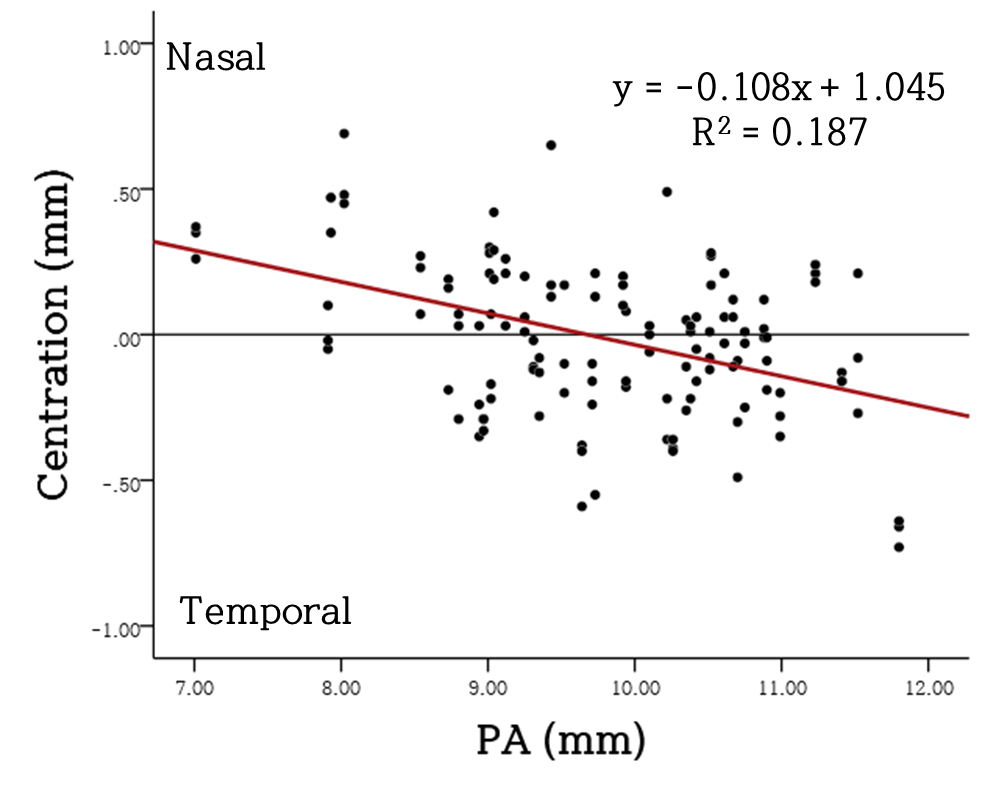 1.00
Nasal
y = -0.108x + 1.045
R² = 0.187
.50
.00
-.50
-1.00
Temporal
Centration (mm)
7.00 8.00 9.00 10.00 11.00 12.00
PA (mm)